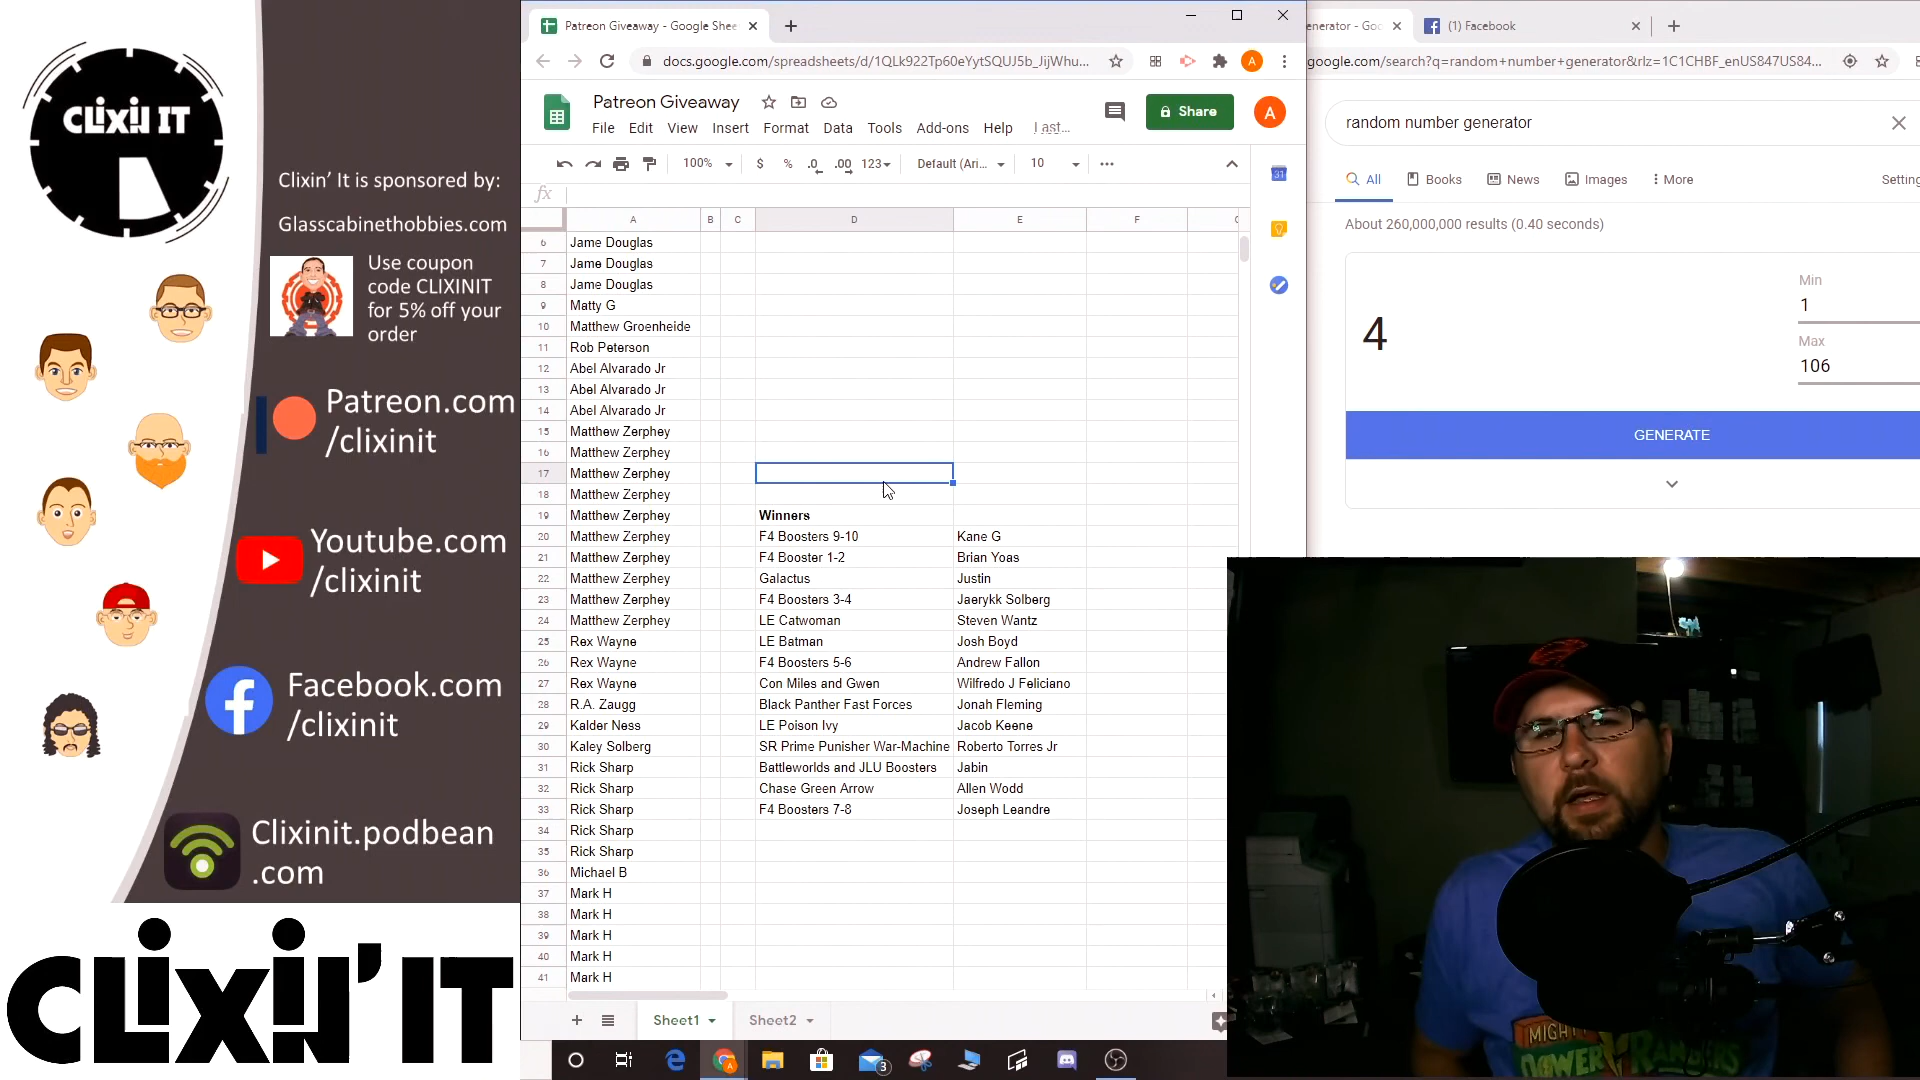 CLIXIN IT
Clixin' It is sponsored by:
Glasscabinethobbies.com
Use coupon
code CLIXINIT
for 5% off your
order
Patreon.com
/clixinit
Youtube.com
/clixinit
Facebook.com
/clixinit
Clixinit.podbean
.com
CLIXIN' IT
Patreon Giveaway - Google Shee
docs.google.com/spreadsheets/d/1QLk922Tp60eYytSQUJ5b_JijWhu...
A
Patreon Giveaway
File Edit View Insert Format Data Tools Add-ons Help Last...
Share
A
100% $ % .0 .00 123 Default (Ari... 10
fx
31
A B C D E F G
6 Jame Douglas
7 Jame Douglas
8 Jame Douglas
9 Matty G
10 Matthew Groenheide
11 Rob Peterson
12 Abel Alvarado Jr
13 Abel Alvarado Jr
14 Abel Alvarado Jr
15 Matthew Zerphey
16 Matthew Zerphey
17 Matthew Zerphey
18 Matthew Zerphey
19 Matthew Zerphey Winners
20 Matthew Zerphey F4 Boosters 9-10 Kane G
21 Matthew Zerphey F4 Booster 1-2 Brian Yoas
22 Matthew Zerphey Galactus Justin
23 Matthew Zerphey F4 Boosters 3-4 Jaerykk Solberg
24 Matthew Zerphey LE Catwoman Steven Wantz
25 Rex Wayne LE Batman Josh Boyd
26 Rex Wayne F4 Boosters 5-6 Andrew Fallon
27 Rex Wayne Con Miles and Gwen Wilfredo J Feliciano
28 R.A. Zaugg Black Panther Fast Forces Jonah Fleming
29 Kalder Ness LE Poison Ivy Jacob Keene
30 Kaley Solberg SR Prime Punisher War-Machine Roberto Torres Jr
31 Rick Sharp Battleworlds and JLU Boosters Jabin
32 Rick Sharp Chase Green Arrow Allen Wodd
33 Rick Sharp F4 Boosters 7-8 Joseph Leandre
34 Rick Sharp
35 Rick Sharp
36 Michael B
37 Mark H
38 Mark H
39 Mark H
40 Mark H
41 Mark H
Sheet1 Sheet2
3
enerator - Goo
(1) Facebook
google.com/search?q=random+number+generator&rlz=1C1CHBF_enUS847US84...
random number generator
All Books News Images More Setting
About 260,000,000 results (0.40 seconds)
4
Min
1
Max
106
GENERATE
MIGHTY
POWER RANGERS